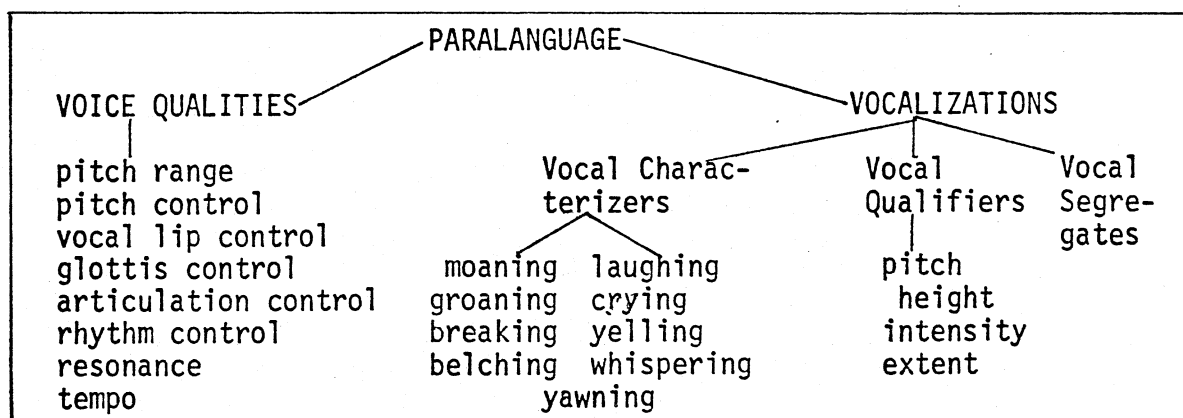 PARALANGUAGE
VOICE QUALITIES
pitch range
pitch control
vocal lip control
glottis control
articulation control
rhythm control
resonance
tempo
VOCALIZATIONS
Vocal Charac-
terizers
moaning laughing
groaning crying
breaking yelling
belching whispering
yawning
Vocal
Qualifiers
pitch
height
intensity
extent
Vocal
Segre-
gates